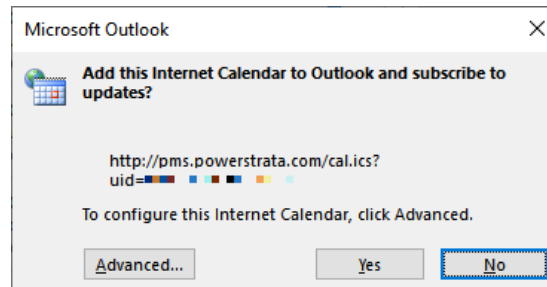 Microsoft Outlook
Add this Internet Calendar to Outlook and subscribe to
updates?
http://pms.powerstrata.com/cal.ics?
uid=
To configure this Internet Calendar, click Advanced.
Advanced...
Yes
No